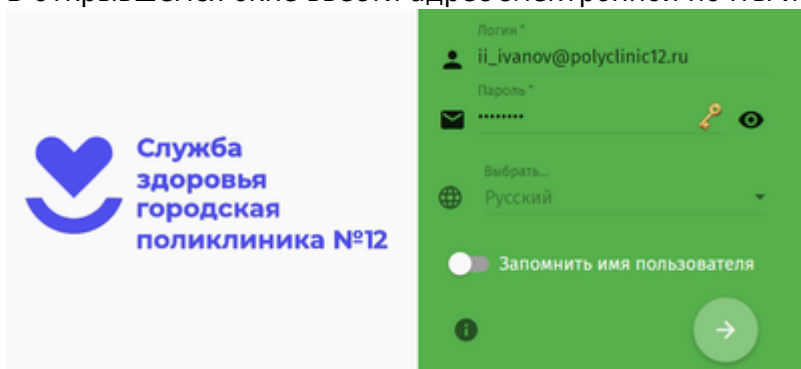 В открывшемся окне ввести адрес электронной почты и
Служба
здоровья
городская
поликлиника №12
Логин *
ii_ivanov@polyclinic12.ru
Пароль *
••••••••
Выбрать...
Русский
Запомнить имя пользователя